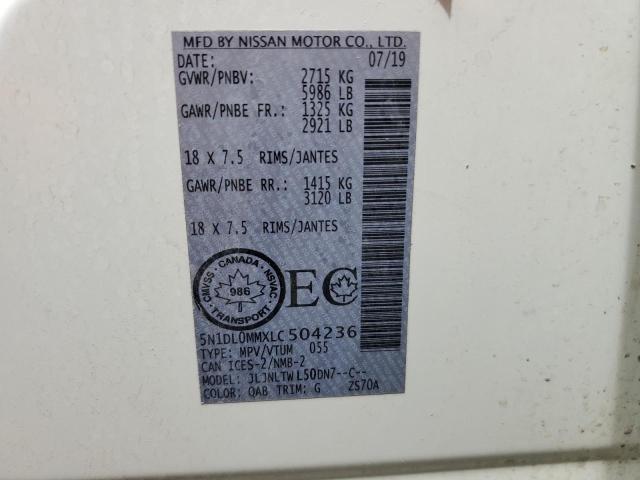 MFD BY NISSAN MOTOR CO., LTD.
DATE: 07/19
GVWR/PNBV: 2715 KG
5986 LB
GAWR/PNBE FR.: 1325 KG
2921 LB
18 X 7.5 RIMS/JANTES
GAWR/PNBE RR.: 1415 KG
3120 LB
18 X 7.5 RIMS/JANTES
CANADA
CMVSS NSVAC
986
TRANSPORT
EC
5N1DL0MMXLC504236
TYPE: MPV/VTUM 055
CAN ICES-2/NMB-2
MODEL: JLJNLTWL50DN7--C--
COLOR: QAB TRIM: G ZS70A